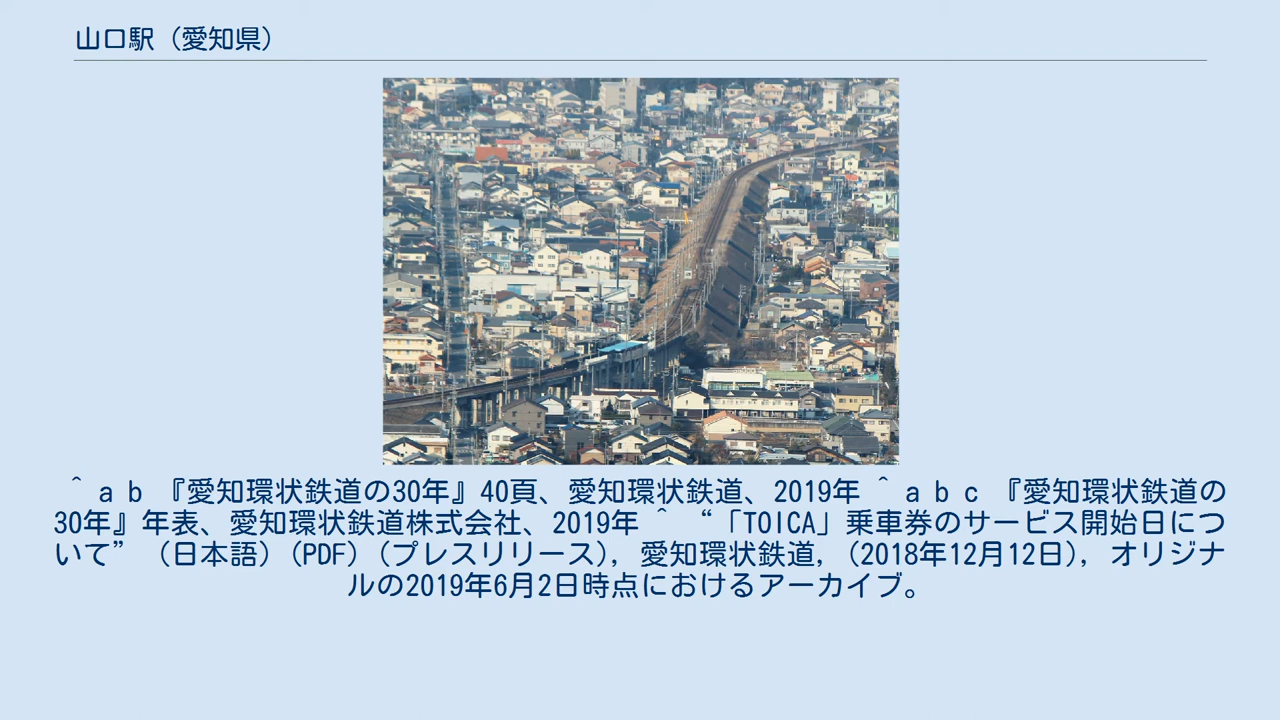 山口駅（愛知県）
^ a b 『愛知環状鉄道の30年』40頁、愛知環状鉄道、2019年 ^ a b c 『愛知環状鉄道の
30年』年表、愛知環状鉄道株式会社、2019年 ^ “「TOICA」乗車券のサービス開始日につ
いて” （日本語）（PDF）（プレスリリース）, 愛知環状鉄道, （2018年12月12日）, オリジナ
ルの2019年6月2日時点におけるアーカイブ。